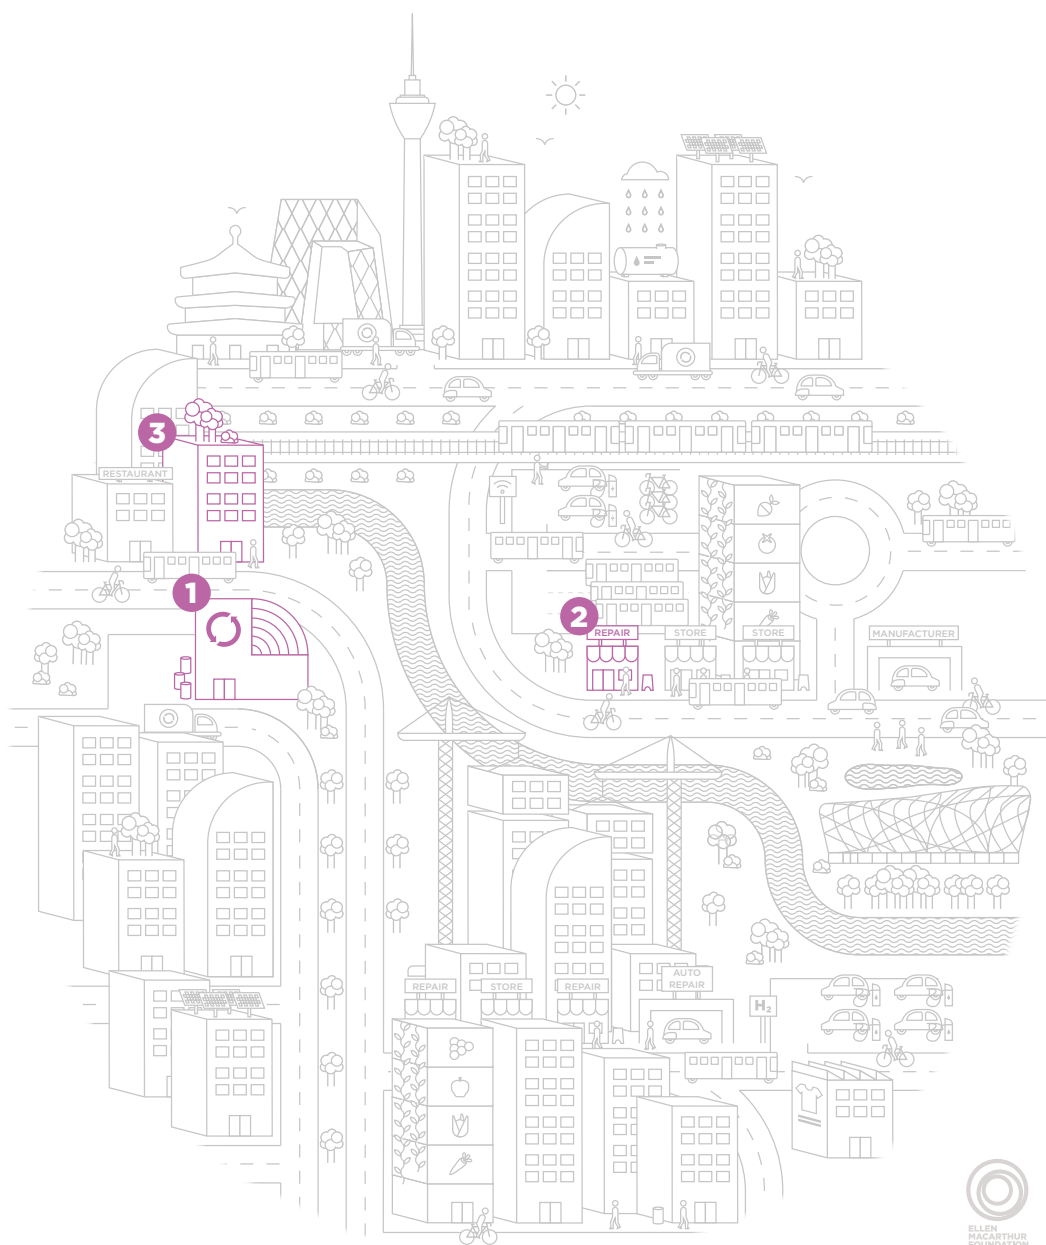 3
RESTAURANT
1
2
REPAIR
STORE
STORE
MANUFACTURER
REPAIR
STORE
REPAIR
AUTO
REPAIR
H2
ELLEN
MACARTHUR
FOUNDATION